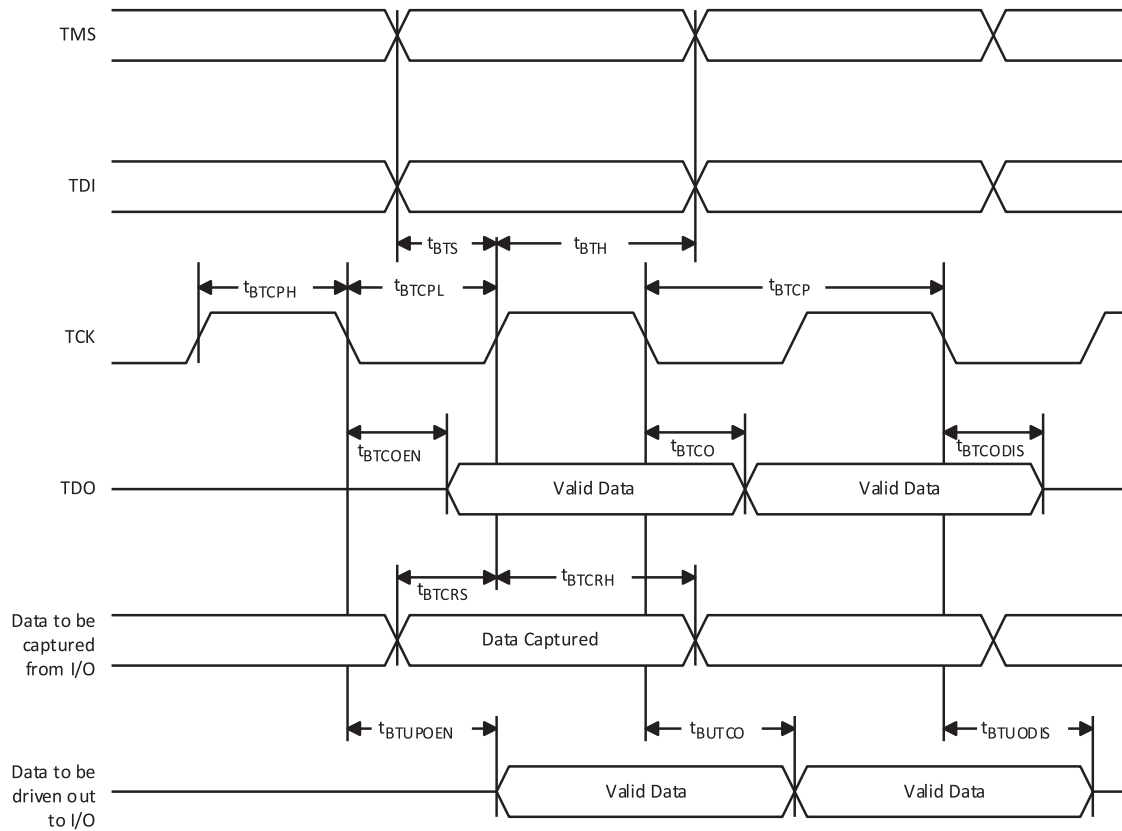 TMS
TDI
tBTS
tBTH
tBTCPH
tBTCPL
tBTCP
TCK
tBTCOEN
tBTCO
tBTCODIS
TDO
Valid Data
Valid Data
tBTCRS
tBTCRH
Data to be
captured
from I/O
Data Captured
tBTUPOEN
tBUTCO
tBTUODIS
Data to be
driven out
to I/O
Valid Data
Valid Data